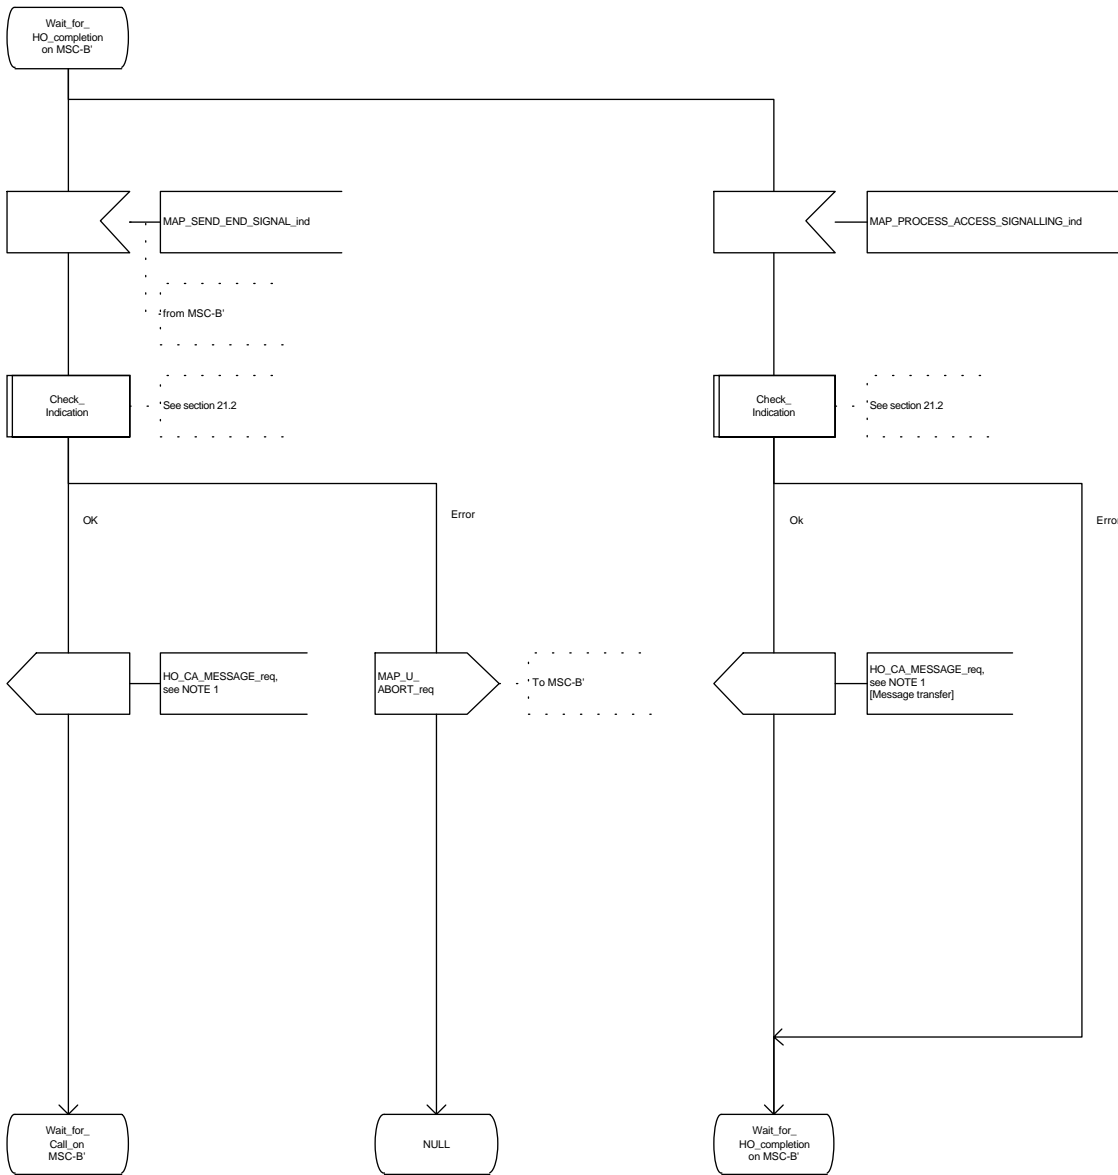 Wait_for_
HO_completion
on MSC-B'
MAP_SEND_END_SIGNAL_ind
MAP_PROCESS_ACCESS_SIGNALLING_ind
from MSC-B'
Check_
Indication
See section 21.2
Check_
Indication
See section 21.2
OK
Error
Ok
Error
HO_CA_MESSAGE_req,
see NOTE 1
MAP_U_
ABORT_req
To MSC-B'
HO_CA_MESSAGE_req,
see NOTE 1
[Message transfer]
Wait_for_
Call_on
MSC-B'
NULL
Wait_for_
HO_completion
on MSC-B'